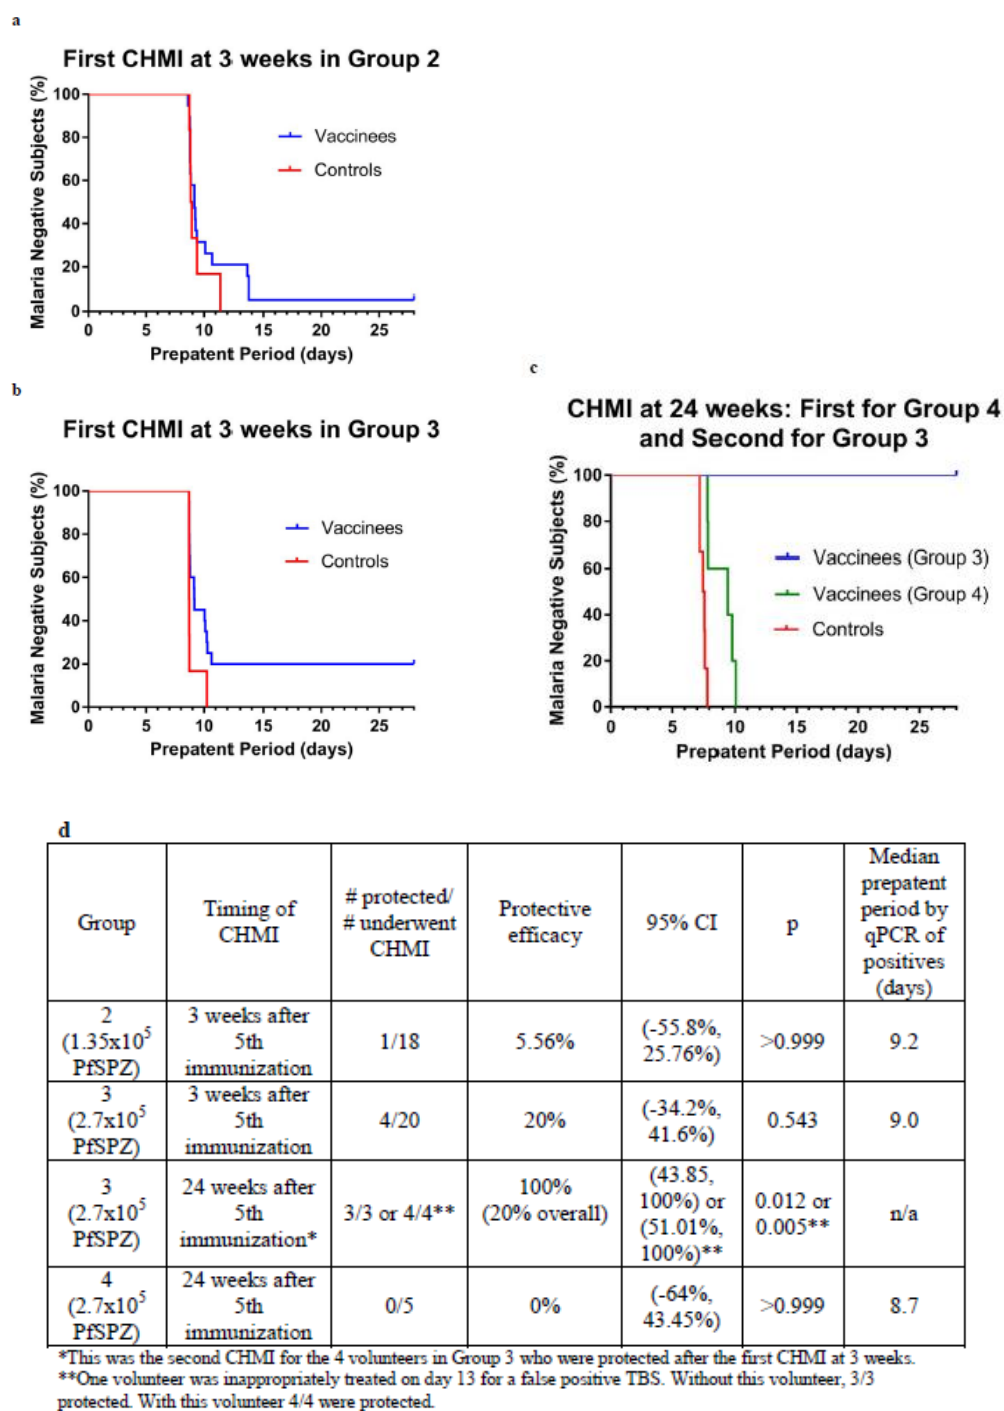 a
First CHMI at 3 weeks in Group 2
Malaria Negative Subjects (%)
100
80
60
40
20
0
Vaccinees
Controls
0 5 10 15 20 25
Prepatent Period (days)
b
First CHMI at 3 weeks in Group 3
Malaria Negative Subjects (%)
100
80
60
40
20
0
Vaccinees
Controls
0 5 10 15 20 25
Prepatent Period (days)
c
CHMI at 24 weeks: First for Group 4
and Second for Group 3
Malaria Negative Subjects (%)
100
80
60
40
20
0
Vaccinees (Group 3)
Vaccinees (Group 4)
Controls
0 5 10 15 20 25
Prepatent Period (days)
d
Group
Timing of
CHMI
# protected/
# underwent
CHMI
Protective
efficacy
95% CI
p
Median
prepatent
period by
qPCR of
positives
(days)
2
(1.35x10⁵
PfSPZ)
3 weeks after
5th
immunization
1/18
5.56%
(-55.8%,
25.76%)
>0.999
9.2
3
(2.7x10⁵
PfSPZ)
3 weeks after
5th
immunization
4/20
20%
(-34.2%,
41.6%)
0.543
9.0
3
(2.7x10⁵
PfSPZ)
24 weeks after
5th
immunization*
3/3 or 4/4**
100%
(20% overall)
(43.85,
100%) or
(51.01%,
100%)**
0.012 or
0.005**
n/a
4
(2.7x10⁵
PfSPZ)
24 weeks after
5th
immunization
0/5
0%
(-64%,
43.45%)
>0.999
8.7
*This was the second CHMI for the 4 volunteers in Group 3 who were protected after the first CHMI at 3 weeks.
**One volunteer was inappropriately treated on day 13 for a false positive TBS. Without this volunteer, 3/3
protected. With this volunteer 4/4 were protected.